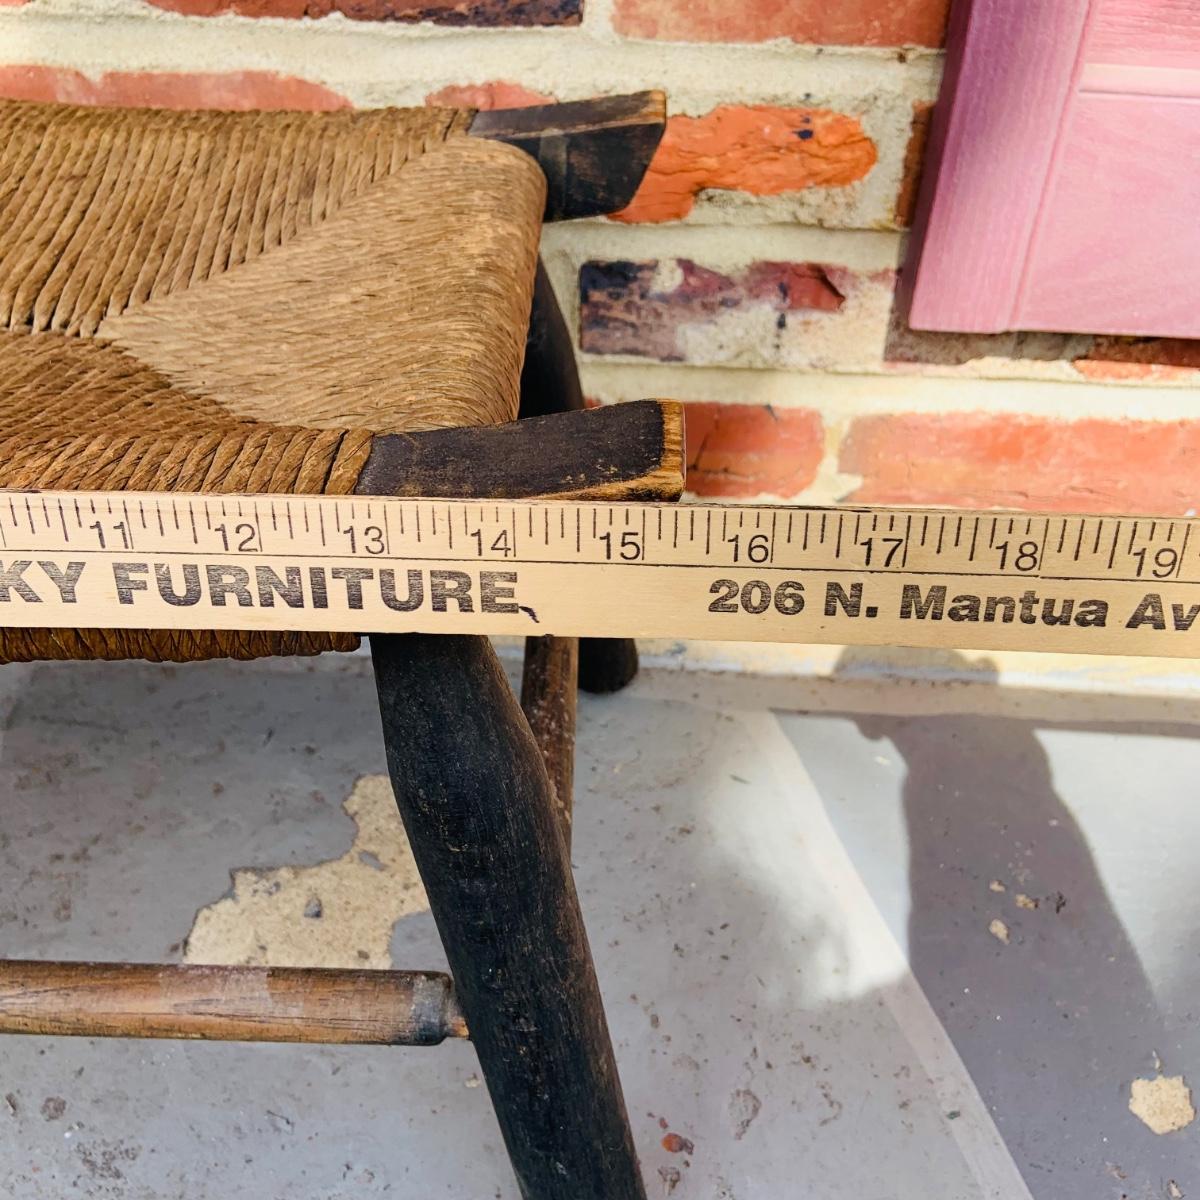 11 12 13 14 15 16 17 18 19
KY FURNITURE, 206 N. Mantua Av